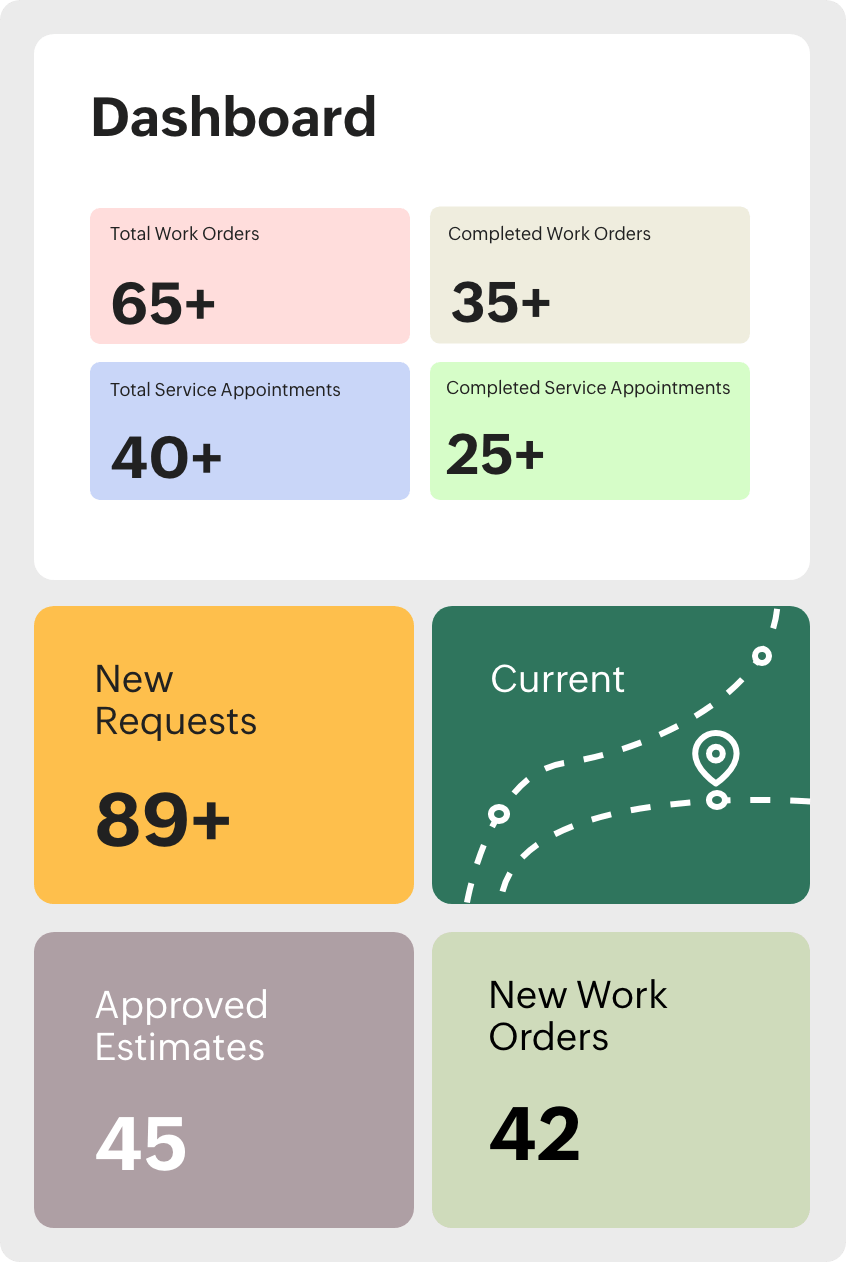 Dashboard
Total Work Orders
65+
Completed Work Orders
35+
Total Service Appointments
40+
Completed Service Appointments
25+
New
Requests
89+
Current
Approved
Estimates
45
New Work
Orders
42